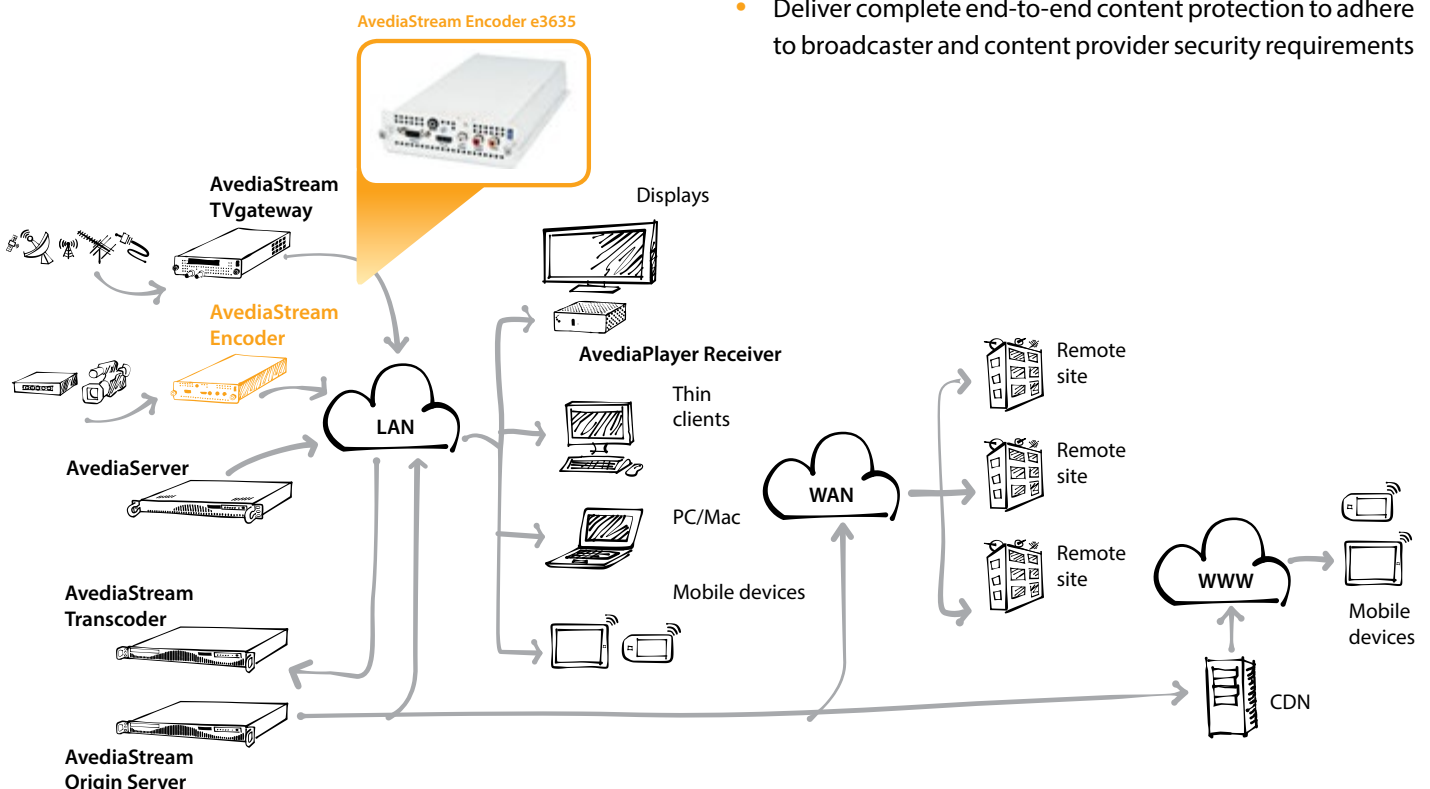 AvediaStream Encoder e3635
• Deliver complete end-to-end content protection to adhere
to broadcaster and content provider security requirements
AvediaStream
TVgateway
Displays
AvediaStream
Encoder
AvediaPlayer Receiver
LAN
Thin
clients
AvediaServer
PC/Mac
AvediaStream
Transcoder
Mobile devices
AvediaStream
Origin Server
WAN
Remote
site
Remote
site
Remote
site
WWW
Mobile
devices
CDN